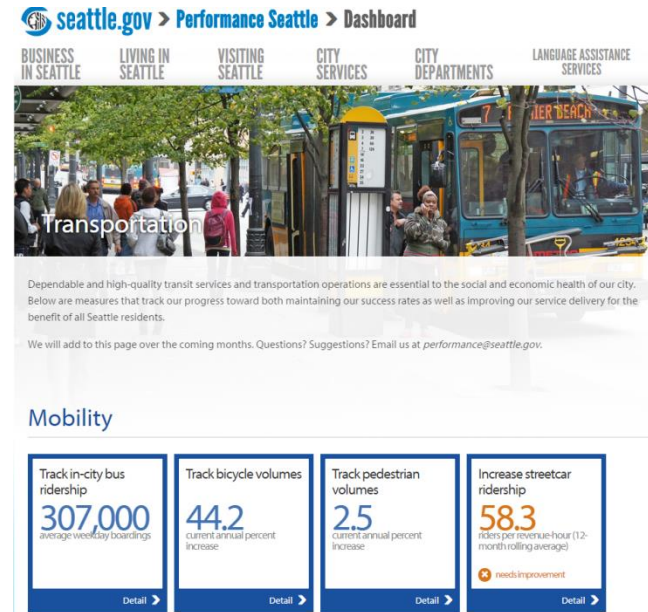 seattle.gov > Performance Seattle > Dashboard
BUSINESS IN SEATTLE
LIVING IN SEATTLE
VISITING SEATTLE
CITY SERVICES
CITY DEPARTMENTS
LANGUAGE ASSISTANCE SERVICES
7
Transportation
Dependable and high-quality transit services and transportation operations are essential to the social and economic health of our city.
Below are measures that track our progress toward both maintaining our success rates as well as improving our service delivery for the
benefit of all Seattle residents.
We will add to this page over the coming months. Questions? Suggestions? Email us at performance@seattle.gov.
Mobility
Track in-city bus
ridership
307,000
average weekday boardings
Detail
Track bicycle volumes
44.2
current annual percent
increase
Detail
Track pedestrian
volumes
2.5
current annual percent
increase
Detail
Increase streetcar
ridership
58.3
riders per revenue-hour (12-
month rolling average)
needs improvement
Detail